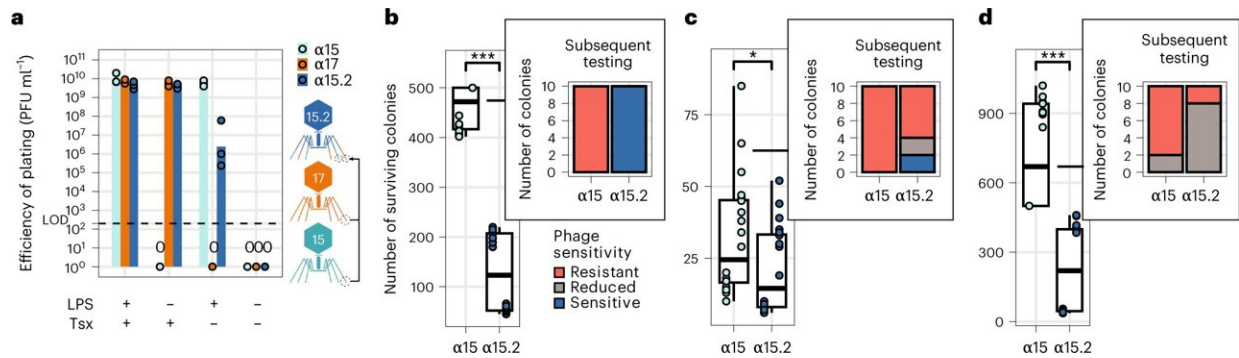 a
Efficiency of plating (PFU ml⁻¹)
10¹¹
10¹⁰
10⁹
10⁸
10⁷
10⁶
10⁵
10⁴
10³
10²
10¹
10⁰
LOD
0
0
000
LPS + – + –
Tsx + + – –
α15
α17
α15.2
15.2
17
15
b
Number of surviving colonies
500
400
300
200
100
α15 α15.2
***
Subsequent
testing
Number of colonies
10
8
6
4
2
0
α15 α15.2
Phage
sensitivity
Resistant
Reduced
Sensitive
c
75
50
25
α15 α15.2
*
Subsequent
testing
Number of colonies
10
8
6
4
2
0
α15 α15.2
d
900
600
300
0
α15 α15.2
***
Subsequent
testing
Number of colonies
10
8
6
4
2
0
α15 α15.2